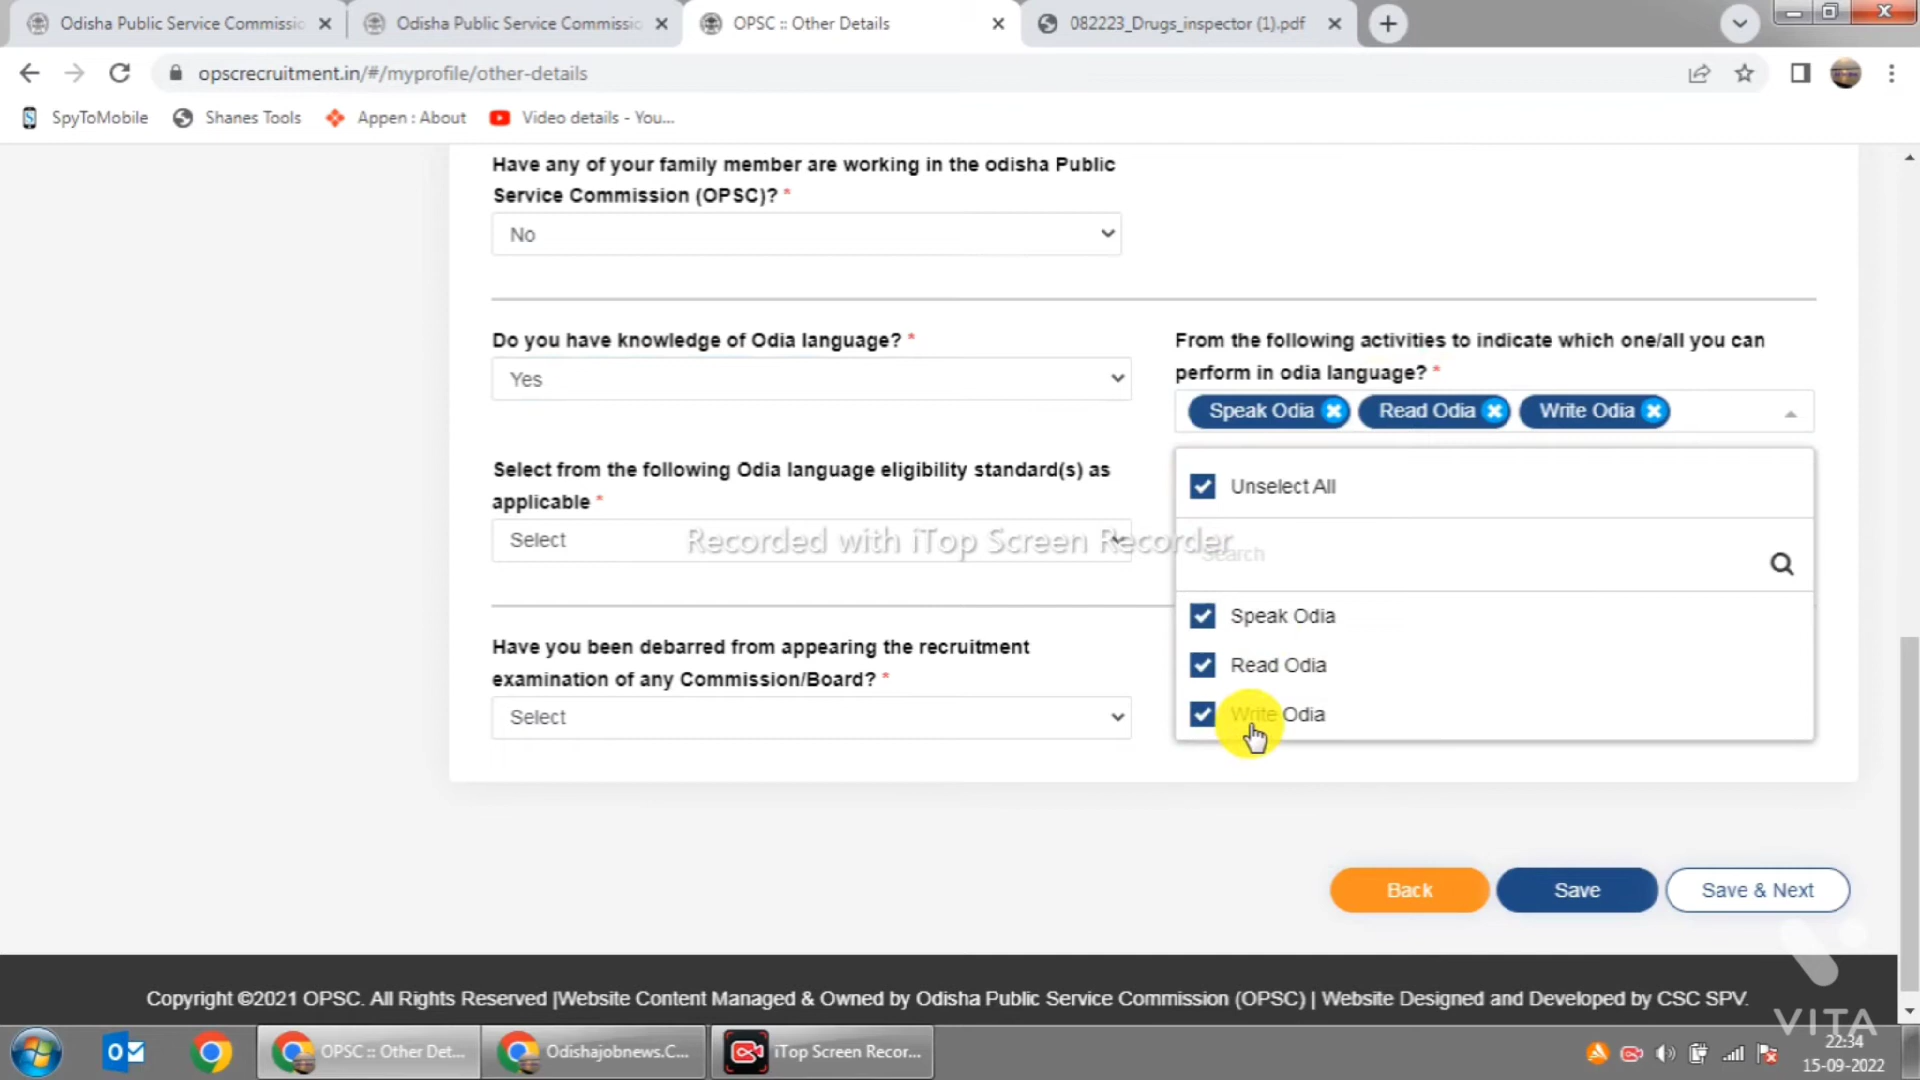 Odisha Public Service Commissio
Odisha Public Service Commissio
OPSC :: Other Details
082223_Drugs_inspector (1).pdf
opscrecruitment.in/#/myprofile/other-details
SpyToMobile
Shanes Tools
Appen : About
Video details - You...
Have any of your family member are working in the odisha Public
Service Commission (OPSC)? *
No
Do you have knowledge of Odia language? *
Yes
From the following activities to indicate which one/all you can
perform in odia language? *
Speak Odia
Read Odia
Write Odia
Select from the following Odia language eligibility standard(s) as
applicable *
Select
Unselect All
Search
Recorded with iTop Screen Recorder
Speak Odia
Read Odia
Write Odia
Have you been debarred from appearing the recruitment
examination of any Commission/Board? *
Select
Back
Save
Save & Next
Copyright ©2021 OPSC. All Rights Reserved |Website Content Managed & Owned by Odisha Public Service Commission (OPSC) | Website Designed and Developed by CSC SPV.
VITA
OPSC :: Other Det...
Odishajobnews.C...
iTop Screen Recor...
22:34
15-09-2022